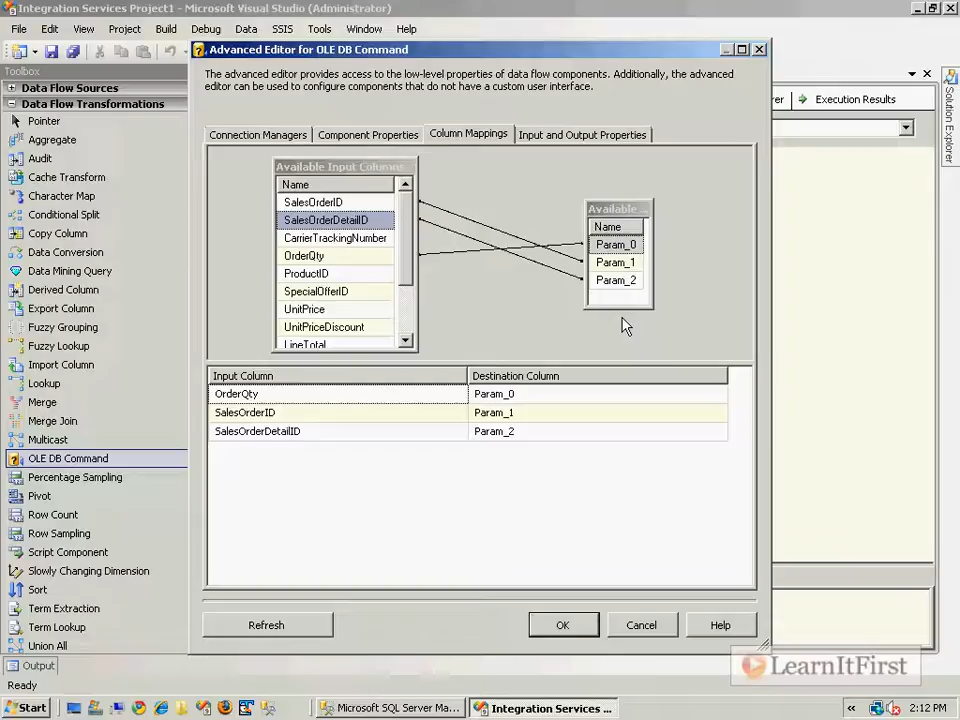 Integration Services Project1 - Microsoft Visual Studio (Administrator)
File Edit View Project Build Debug Data SSIS Tools Window Help
Toolbox
Data Flow Sources
Data Flow Transformations
Pointer
Aggregate
Audit
Cache Transform
Character Map
Conditional Split
Copy Column
Data Conversion
Data Mining Query
Derived Column
Export Column
Fuzzy Grouping
Fuzzy Lookup
Import Column
Lookup
Merge
Merge Join
Multicast
OLE DB Command
Percentage Sampling
Pivot
Row Count
Row Sampling
Script Component
Slowly Changing Dimension
Sort
Term Extraction
Term Lookup
Union All
Output
Ready
Advanced Editor for OLE DB Command
The advanced editor provides access to the low-level properties of data flow components. Additionally, the advanced
editor can be used to configure components that do not have a custom user interface.
Connection Managers Component Properties Column Mappings Input and Output Properties
Available Input Columns
Name
SalesOrderID
SalesOrderDetailID
CarrierTrackingNumber
OrderQty
ProductID
SpecialOfferID
UnitPrice
UnitPriceDiscount
LineTotal
Available ...
Name
Param_0
Param_1
Param_2
Input Column Destination Column
OrderQty Param_0
SalesOrderID Param_1
SalesOrderDetailID Param_2
Refresh OK Cancel Help
Execution Results
Solution Explorer
LearnItFirst
Start Microsoft SQL Server Ma... Integration Services ... 2:12 PM